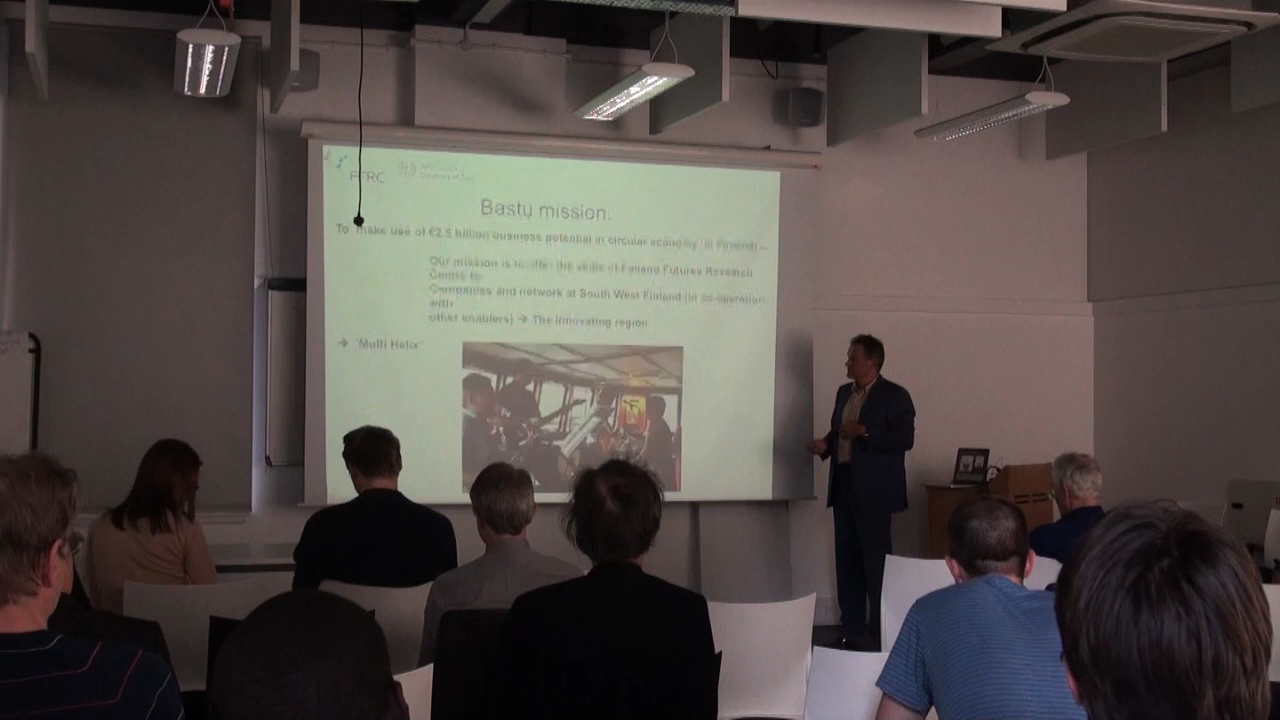 FFRC
Bastu mission.
To make use of €2.5 billion business potential in circular economy (in Finland) –
Our mission is to offer the skills of Finland Futures Research
Centre to
Companies and network at South West Finland (in co-operation
with
other enablers) → The innovating region
→ "Multi Helix"